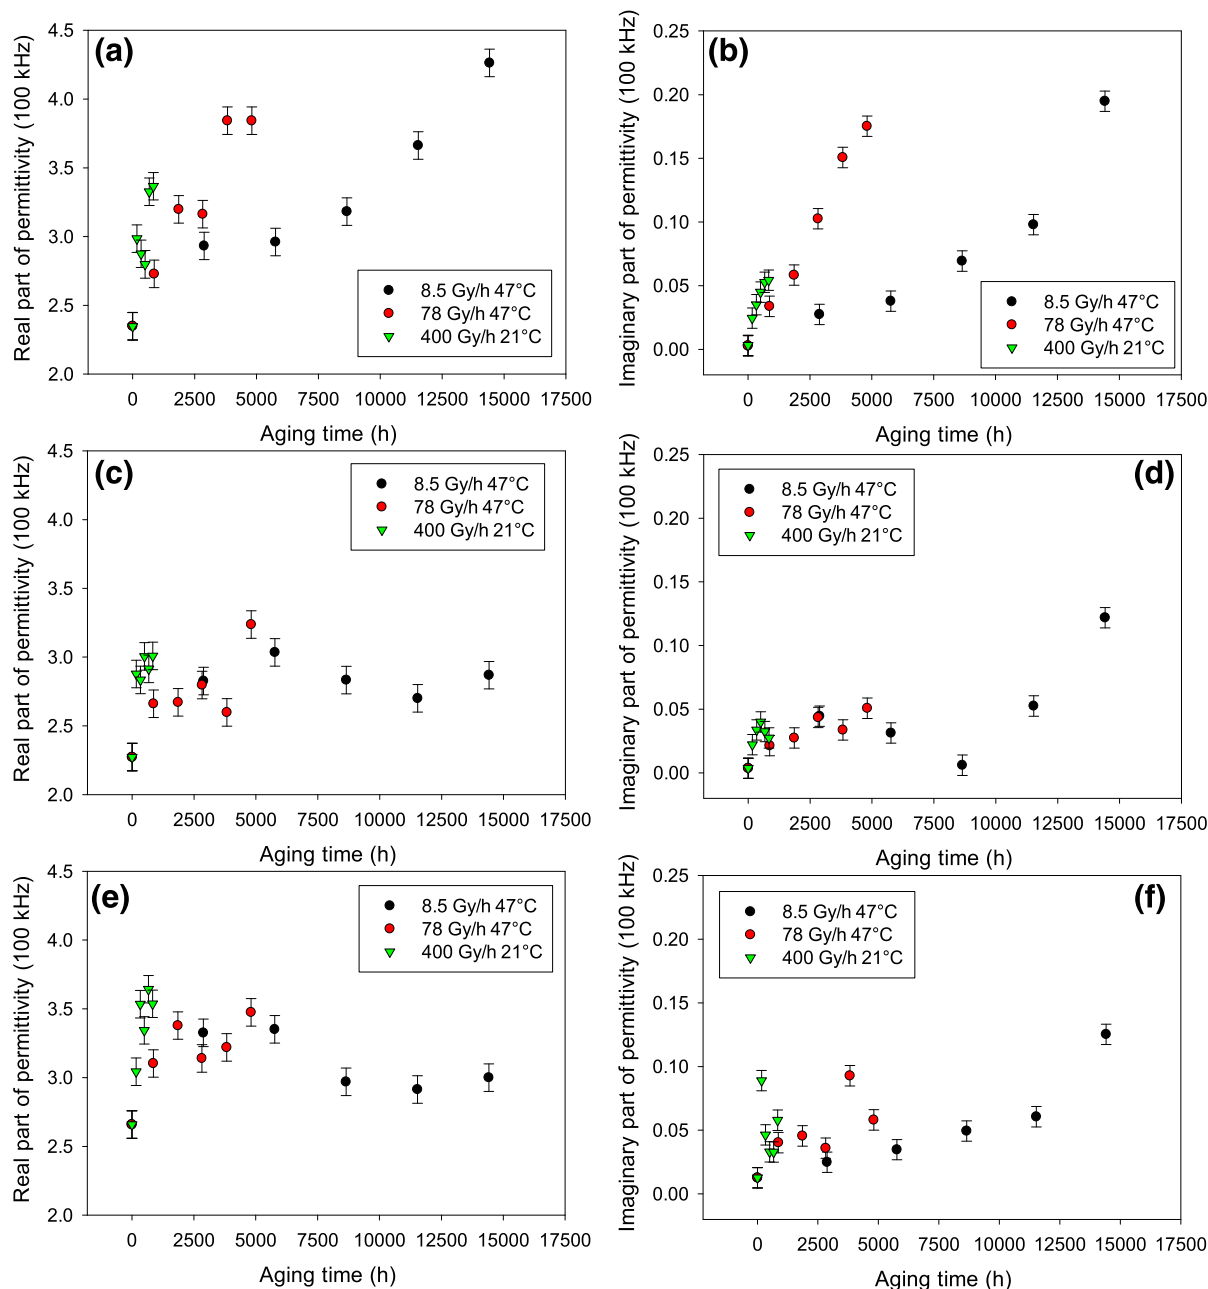 (a)
Real part of permittivity (100 kHz)
4.5
4.0
3.5
3.0
2.5
2.0
8.5 Gy/h 47°C
78 Gy/h 47°C
400 Gy/h 21°C
0 2500 5000 7500 10000 12500 15000 17500
Aging time (h)
(b)
Imaginary part of permittivity (100 kHz)
0.25
0.20
0.15
0.10
0.05
0.00
8.5 Gy/h 47°C
78 Gy/h 47°C
400 Gy/h 21°C
0 2500 5000 7500 10000 12500 15000 17500
Aging time (h)
(c)
Real part of permittivity (100 kHz)
4.5
4.0
3.5
3.0
2.5
2.0
8.5 Gy/h 47°C
78 Gy/h 47°C
400 Gy/h 21°C
0 2500 5000 7500 10000 12500 15000 17500
Aging time (h)
(d)
Imaginary part of permittivity (100 kHz)
0.25
0.20
0.15
0.10
0.05
0.00
8.5 Gy/h 47°C
78 Gy/h 47°C
400 Gy/h 21°C
0 2500 5000 7500 10000 12500 15000 17500
Aging time (h)
(e)
Real part of permittivity (100 kHz)
4.5
4.0
3.5
3.0
2.5
2.0
8.5 Gy/h 47°C
78 Gy/h 47°C
400 Gy/h 21°C
0 2500 5000 7500 10000 12500 15000 17500
Aging time (h)
(f)
Imaginary part of permittivity (100 kHz)
0.25
0.20
0.15
0.10
0.05
0.00
8.5 Gy/h 47°C
78 Gy/h 47°C
400 Gy/h 21°C
0 2500 5000 7500 10000 12500 15000 17500
Aging time (h)